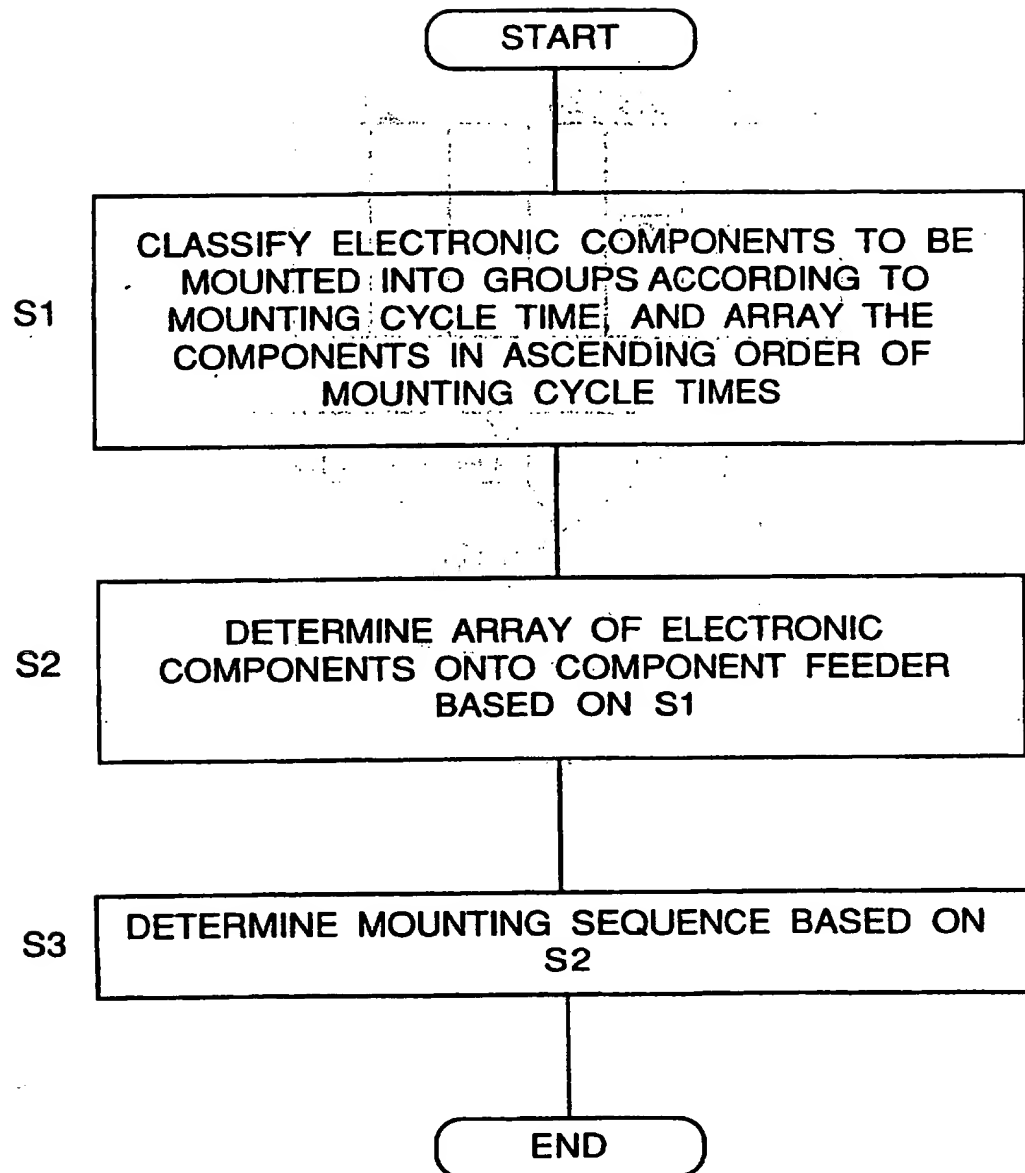 START
S1
CLASSIFY ELECTRONIC COMPONENTS TO BE
MOUNTED INTO GROUPS ACCORDING TO
MOUNTING CYCLE TIME, AND ARRAY THE
COMPONENTS IN ASCENDING ORDER OF
MOUNTING CYCLE TIMES
S2
DETERMINE ARRAY OF ELECTRONIC
COMPONENTS ONTO COMPONENT FEEDER
BASED ON S1
S3
DETERMINE MOUNTING SEQUENCE BASED ON
S2
END